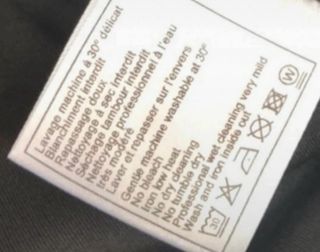 Lavage machine à 30° délicat
Blanchiment interdit
Repassage doux
Nettoyage à sec interdit
Séchage tambour interdit
Nettoyage professionnel à l'eau
très modéré
Laver et repasser sur l'envers
Gentle machine washable at 30°
No bleach
Iron low heat
No dry cleaning
No tumble dry
Professional wet cleaning very mild
Wash and iron inside out
30
W